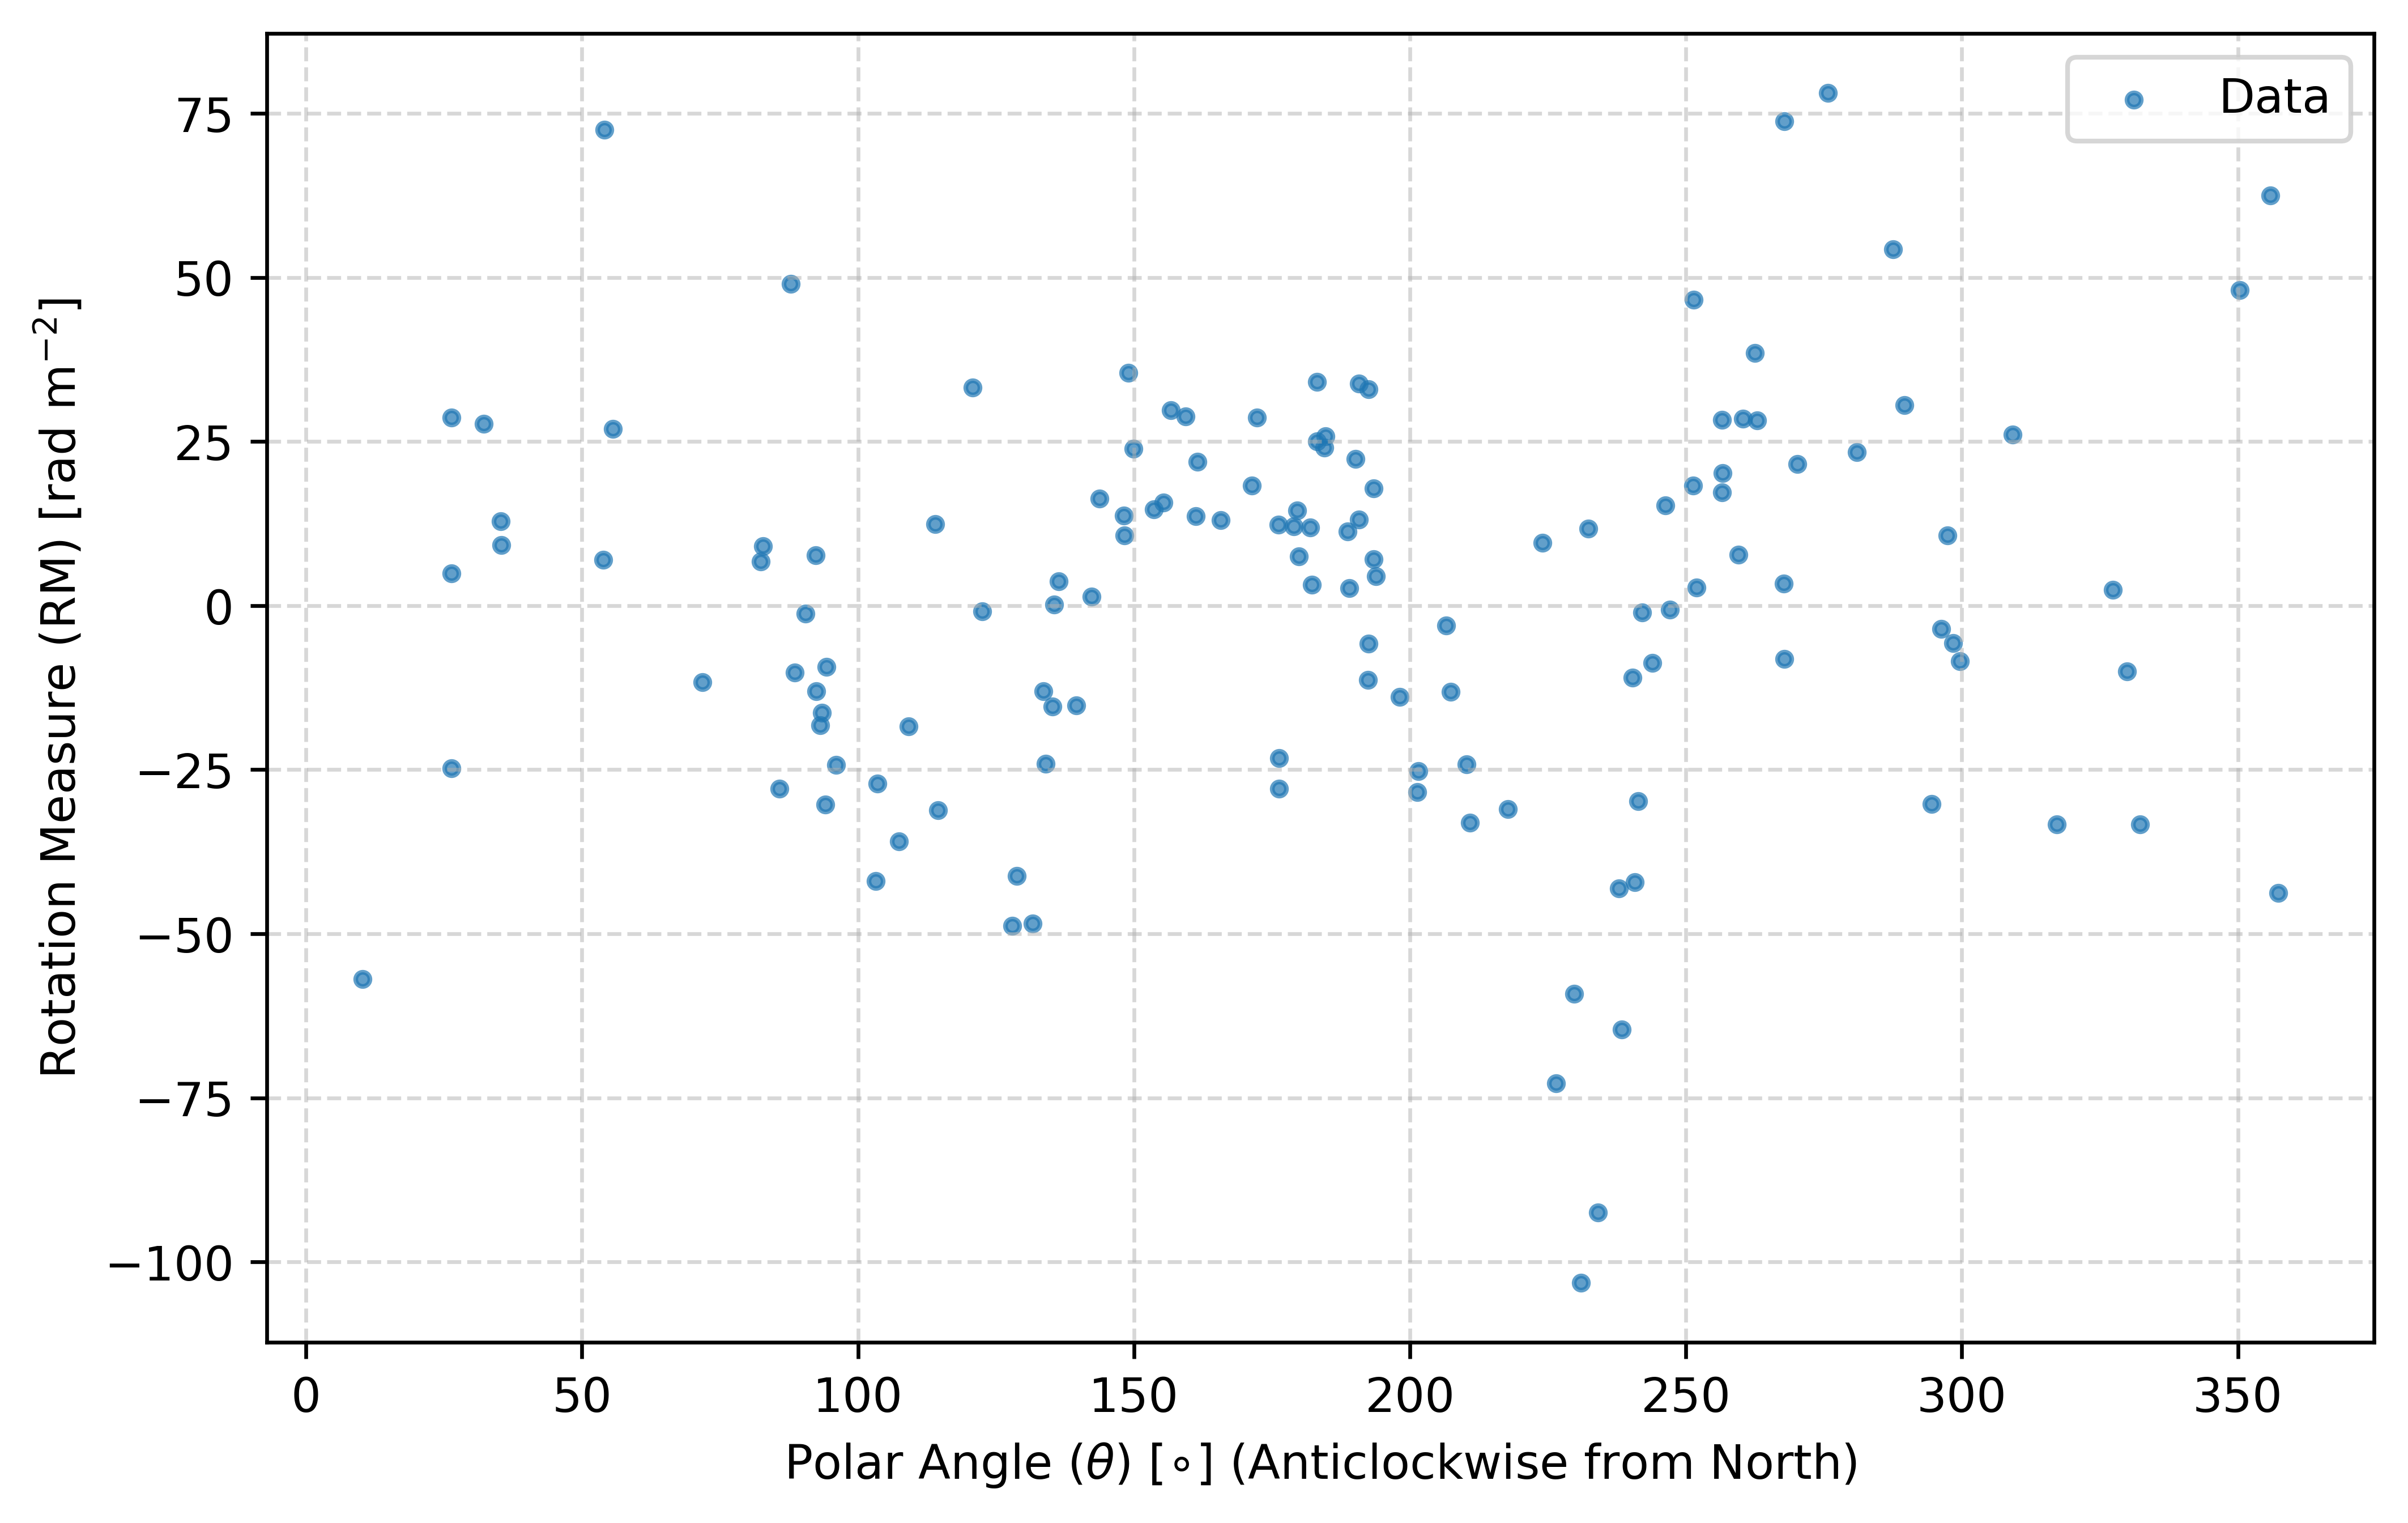 Data
Rotation Measure (RM) [rad m⁻²]
75
50
25
0
−25
−50
−75
−100
0 50 100 150 200 250 300 350
Polar Angle (θ) [∘] (Anticlockwise from North)